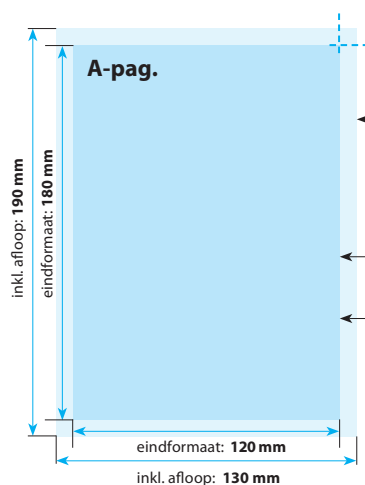 A-pag.
inkl. afloop: 190 mm
eindformaat: 180 mm
eindformaat: 120 mm
inkl. afloop: 130 mm